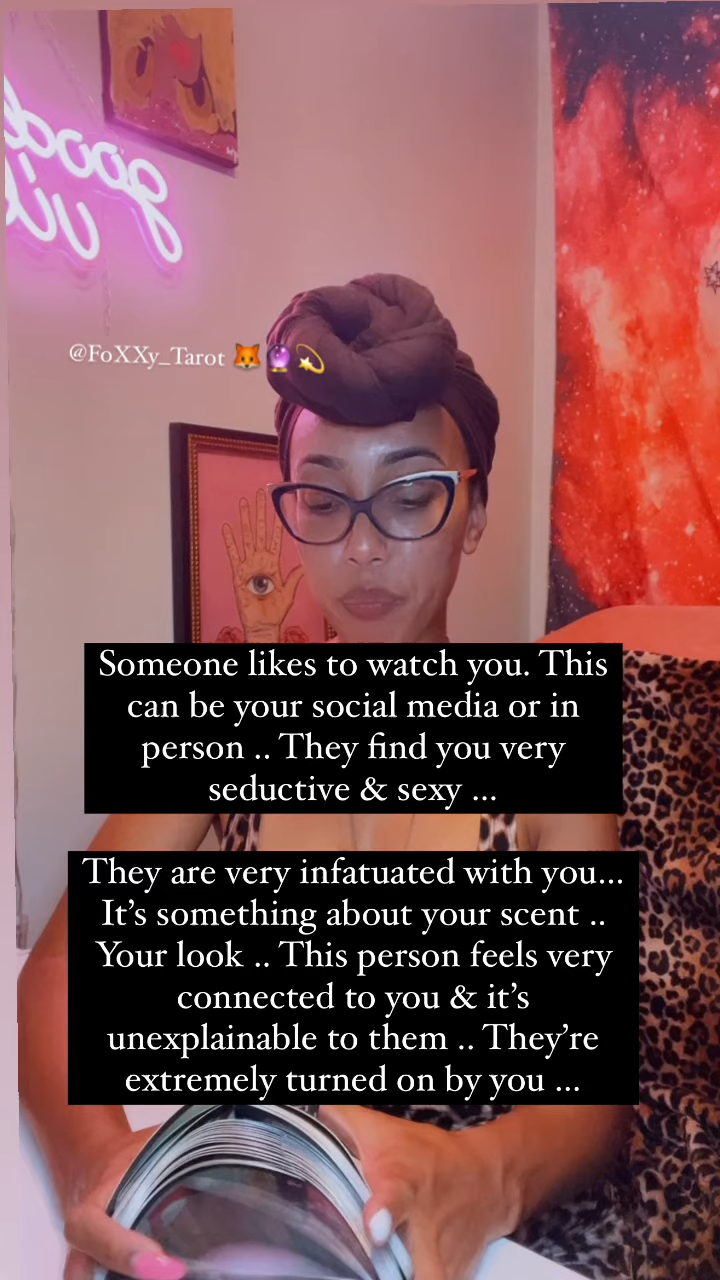 good
vib
@FoXXy_Tarot 🦊🔮💫
Someone likes to watch you. This
can be your social media or in
person .. They find you very
seductive & sexy ...
They are very infatuated with you...
It’s something about your scent ..
Your look .. This person feels very
connected to you & it’s
unexplainable to them .. They’re
extremely turned on by you ...